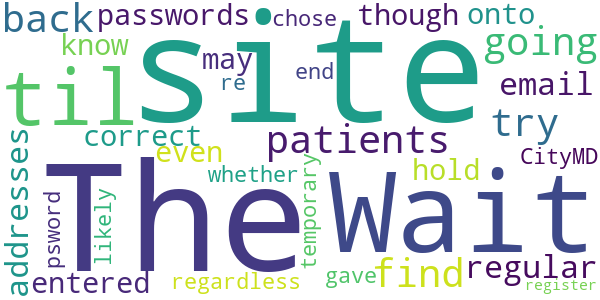 back passwords chose though onto
know site may going
til re end email
correct patients try
addresses even whether hold CityMD
The Wait
psword likely temporary
entered regardless gave find regular
register